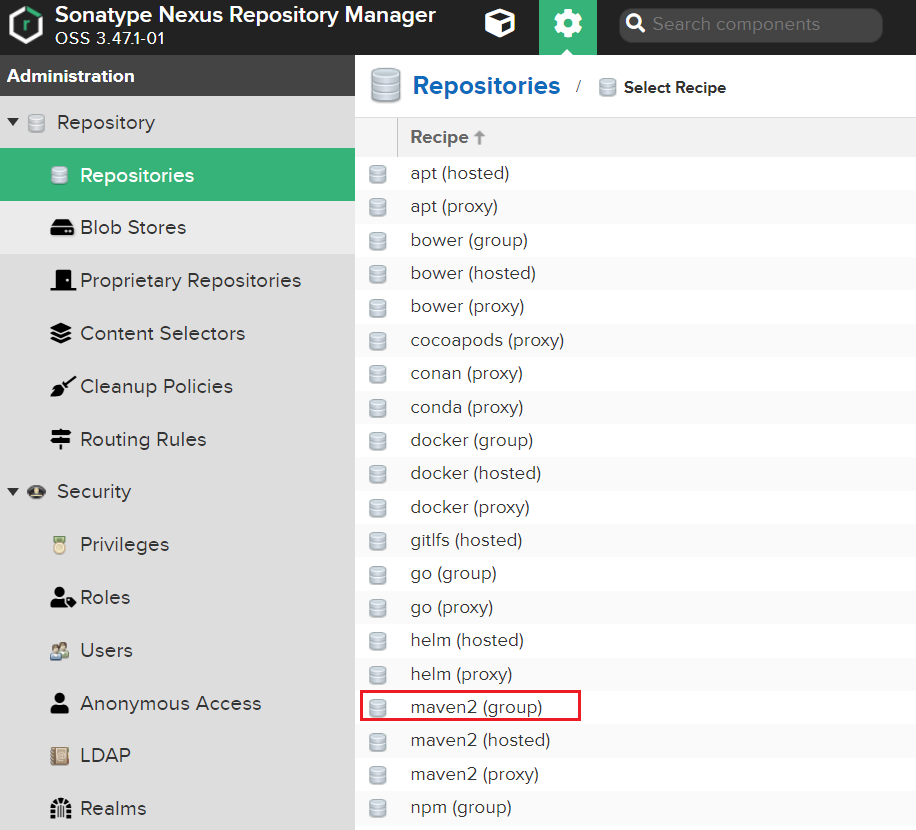 Sonatype Nexus Repository Manager
OSS 3.47.1-01
Search components
Administration
Repository
Repositories
Blob Stores
Proprietary Repositories
Content Selectors
Cleanup Policies
Routing Rules
Security
Privileges
Roles
Users
Anonymous Access
LDAP
Realms
Repositories / Select Recipe
Recipe
apt (hosted)
apt (proxy)
bower (group)
bower (hosted)
bower (proxy)
cocoapods (proxy)
conan (proxy)
conda (proxy)
docker (group)
docker (hosted)
docker (proxy)
gitlfs (hosted)
go (group)
go (proxy)
helm (hosted)
helm (proxy)
maven2 (group)
maven2 (hosted)
maven2 (proxy)
npm (group)